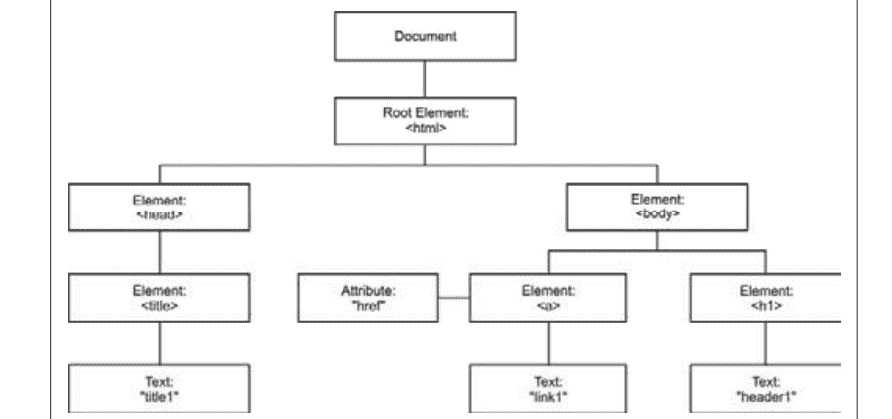 Document
Root Element:
<html>
Element:
<head>
Element:
<body>
Element:
<title>
Attribute:
"href"
Element:
<a>
Element:
<h1>
Text:
"title1"
Text:
"link1"
Text:
"header1"